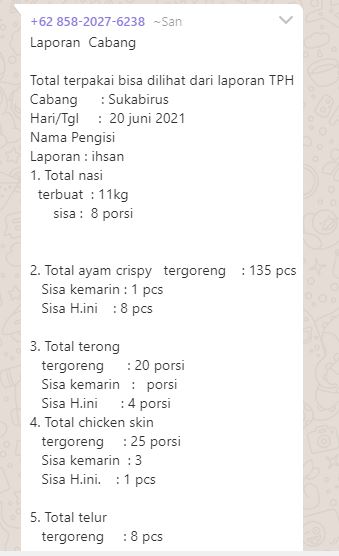 +62 858-2027-6238 ~San
Laporan Cabang
Total terpakai bisa dilihat dari laporan TPH
Cabang : Sukabirus
Hari/Tgl : 20 juni 2021
Nama Pengisi
Laporan : ihsan
1. Total nasi
terbuat : 11kg
sisa : 8 porsi
2. Total ayam crispy tergoreng : 135 pcs
Sisa kemarin : 1 pcs
Sisa H.ini : 8 pcs
3. Total terong
tergoreng : 20 porsi
Sisa kemarin : porsi
Sisa H.ini : 4 porsi
4. Total chicken skin
tergoreng : 25 porsi
Sisa kemarin : 3
Sisa H.ini. : 1 pcs
5. Total telur
tergoreng : 8 pcs